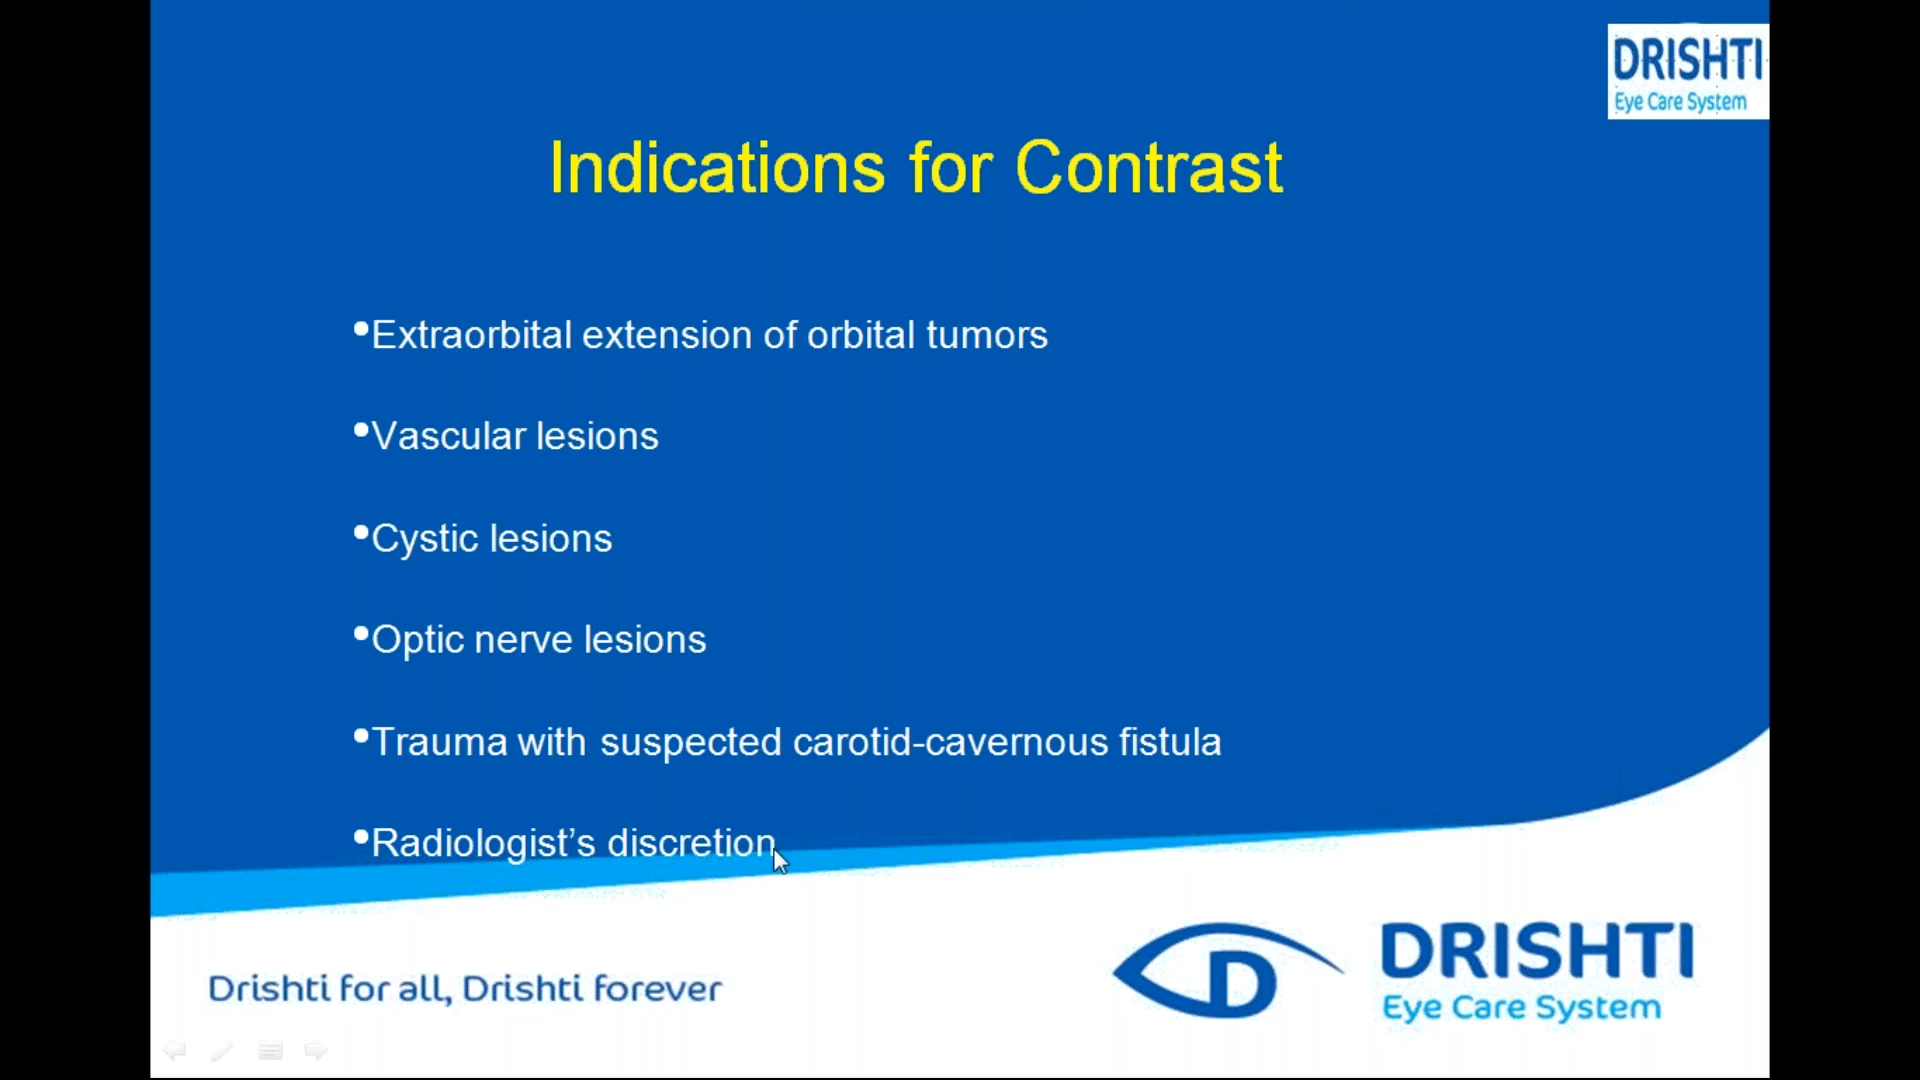 DRISHTI
Eye Care System
Indications for Contrast
•Extraorbital extension of orbital tumors
•Vascular lesions
•Cystic lesions
•Optic nerve lesions
•Trauma with suspected carotid-cavernous fistula
•Radiologist’s discretion
Drishti for all, Drishti forever
D
DRISHTI
Eye Care System